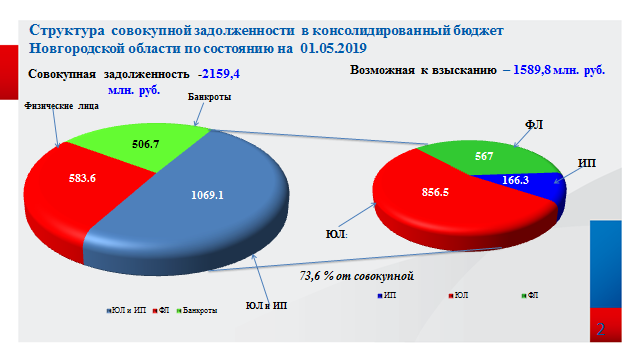 Структура совокупной задолженности в консолидированный бюджет
Новгородской области по состоянию на 01.05.2019
Совокупная задолженность -2159,4
млн. руб.
Возможная к взысканию – 1589,8 млн. руб.
Физические лица
Банкроты
506.7
583.6
1069.1
ЮЛ и ИП
ФЛ
567
ИП
166.3
856.5
ЮЛ:
73,6 % от совокупной
ЮЛ и ИП ФЛ Банкроты
ИП ЮЛ ФЛ
2